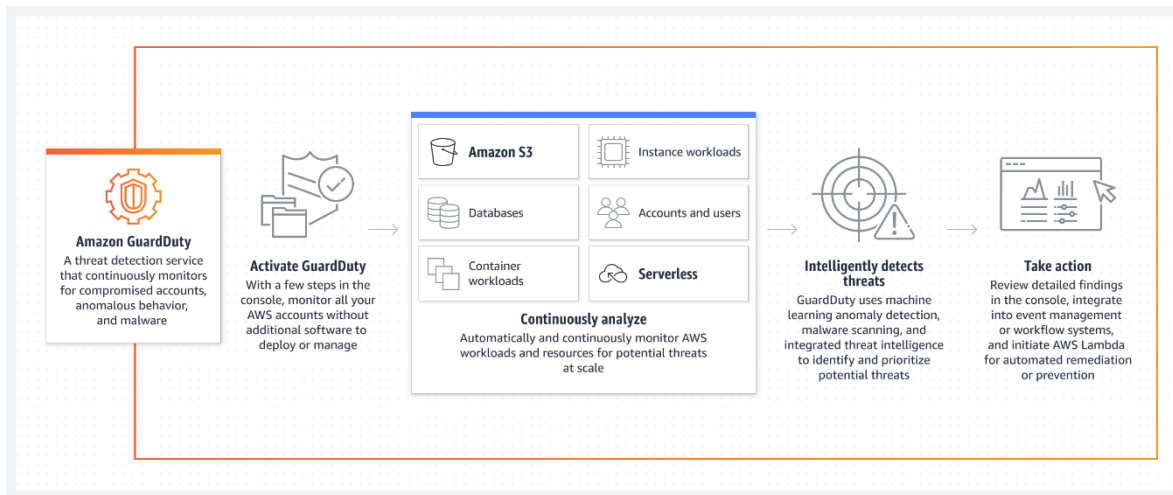 Amazon GuardDuty
A threat detection service
that continuously monitors
for compromised accounts,
anomalous behavior,
and malware
Activate GuardDuty
With a few steps in the
console, monitor all your
AWS accounts without
additional software to
deploy or manage
Amazon S3
Instance workloads
Databases
Accounts and users
Container
workloads
Serverless
Continuously analyze
Automatically and continuously monitor AWS
workloads and resources for potential threats
at scale
Intelligently detects
threats
GuardDuty uses machine
learning anomaly detection,
malware scanning, and
integrated threat intelligence
to identify and prioritize
potential threats
Take action
Review detailed findings
in the console, integrate
into event management
or workflow systems,
and initiate AWS Lambda
for automated remediation
or prevention